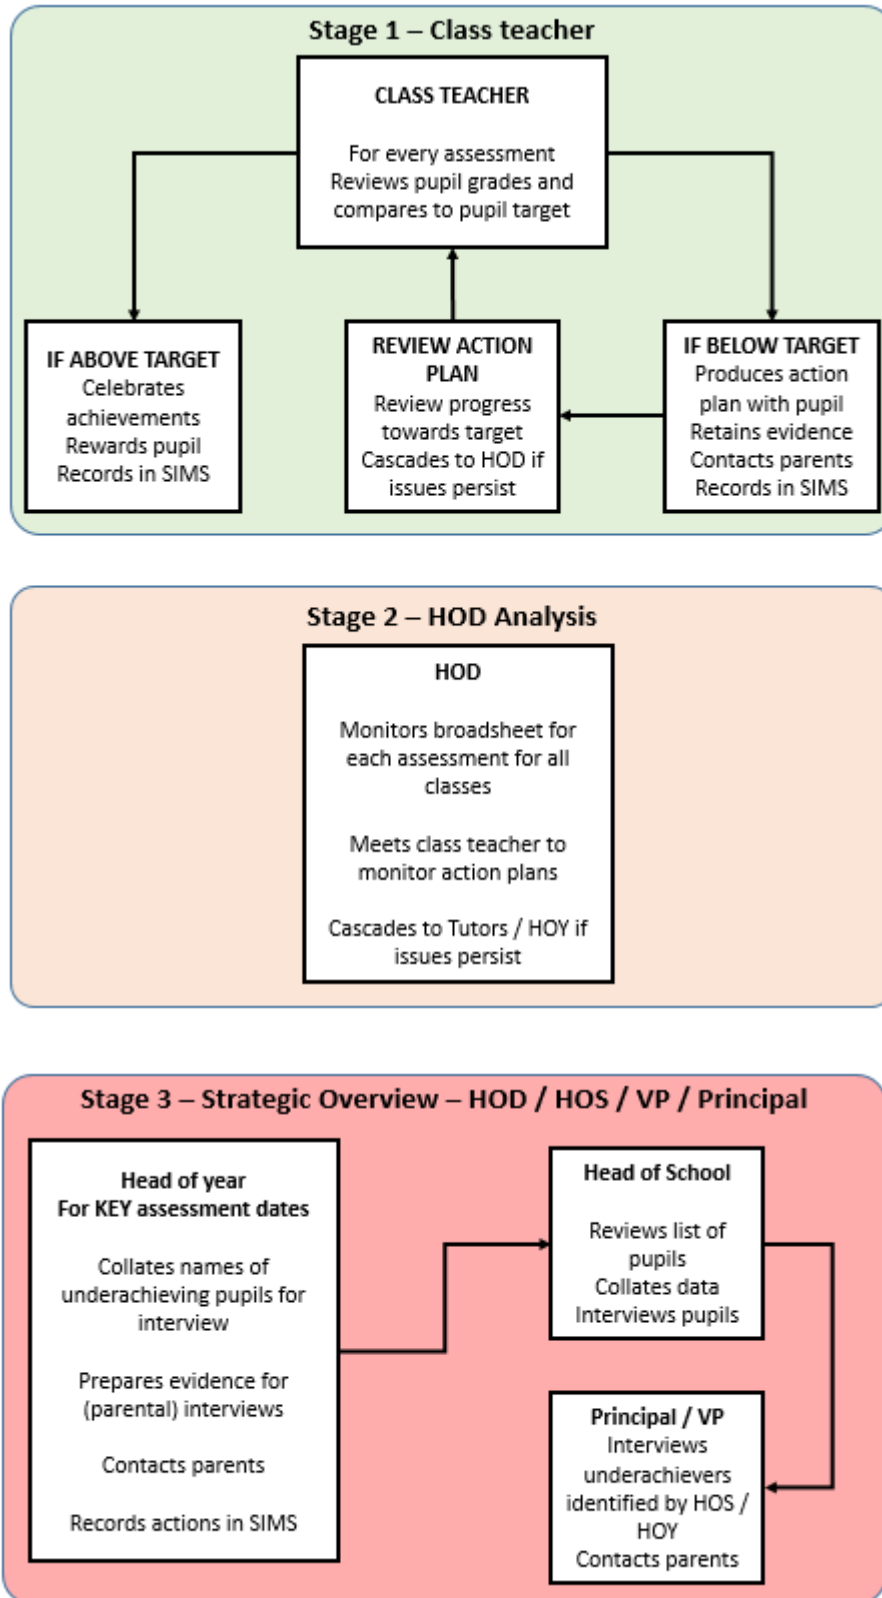 Stage 1 – Class teacher
CLASS TEACHER
For every assessment
Reviews pupil grades and
compares to pupil target
IF ABOVE TARGET
Celebrates
achievements
Rewards pupil
Records in SIMS
REVIEW ACTION
PLAN
Review progress
towards target
Cascades to HOD if
issues persist
IF BELOW TARGET
Produces action
plan with pupil
Retains evidence
Contacts parents
Records in SIMS
Stage 2 – HOD Analysis
HOD
Monitors broadsheet for
each assessment for all
classes
Meets class teacher to
monitor action plans
Cascades to Tutors / HOY if
issues persist
Stage 3 – Strategic Overview – HOD / HOS / VP / Principal
Head of year
For KEY assessment dates
Collates names of
underachieving pupils for
interview
Prepares evidence for
(parental) interviews
Contacts parents
Records actions in SIMS
Head of School
Reviews list of
pupils
Collates data
Interviews pupils
Principal / VP
Interviews
underachievers
identified by HOS /
HOY
Contacts parents